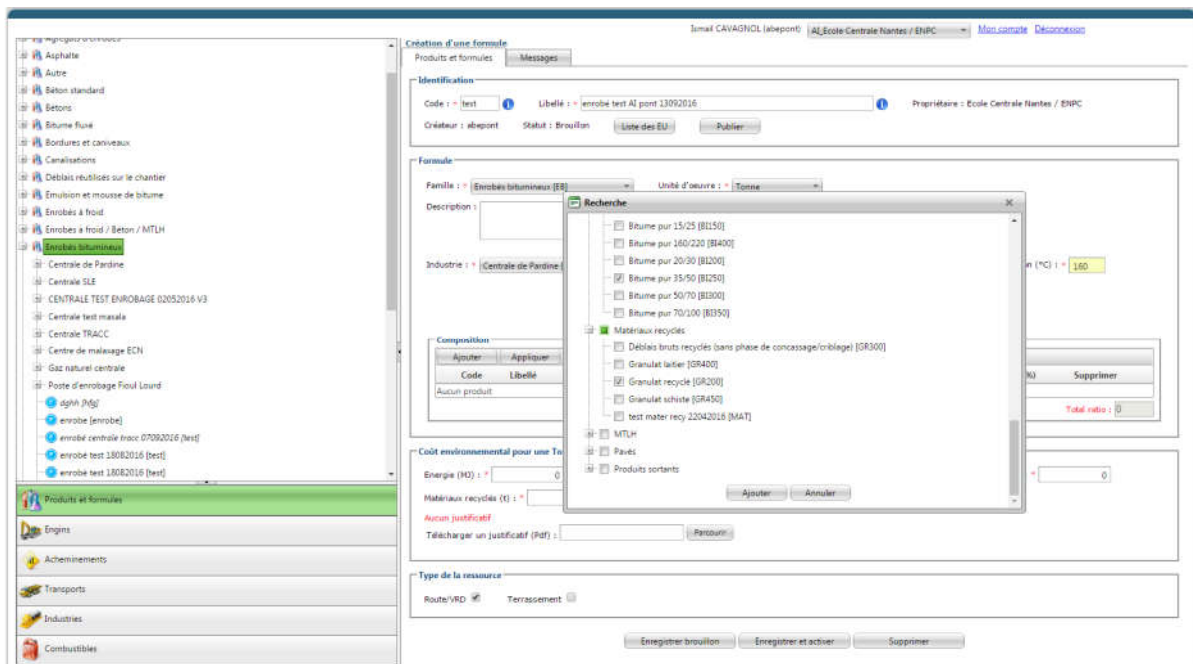 Ismail CAVAGNOL (abepont) AI_Ecole Centrale Nantes / ENPC Mon compte Déconnexion
Agrégats d'enrobés
Asphalte
Autre
Béton standard
Bétons
Bitume fluxé
Bordures et caniveaux
Canalisations
Déblais réutilisés sur le chantier
Emulsion et mousse de bitume
Enrobés à froid
Enrobés à froid / Béton / MTLH
Enrobés bitumineux
Centrale de Pardine
Centrale SLE
CENTRALE TEST ENROBAGE 02052016 V3
Centrale test masala
Centrale TRACC
Centre de malaxage ECN
Gaz naturel centrale
Poste d'enrobage Fioul Lourd
dghh [hfg]
enrobe [enrobe]
enrobé centrale tracc 07092016 [test]
enrobé test 18082016 [test]
enrobé test 18082016 [test]
Produits et formules
Engins
Acheminements
Transports
Industries
Combustibles
Création d'une formule
Produits et formules Messages
Identification
Code : * test Libellé : * enrobé test AI pont 13092016 Propriétaire : Ecole Centrale Nantes / ENPC
Créateur : abepont Statut : Brouillon Liste des EU Publier
Formule
Famille : * Enrobés bitumineux [EB] Unité d'oeuvre : * Tonne
Description :
Industrie : * Centrale de Pardine [ n (°C) : * 160
Composition
Ajouter Appliquer
Code Libellé %) Supprimer
Aucun produit
Total ratio : 0
Recherche
Bitume pur 15/25 [BI150]
Bitume pur 160/220 [BI400]
Bitume pur 20/30 [BI200]
Bitume pur 35/50 [BI250]
Bitume pur 50/70 [BI300]
Bitume pur 70/100 [BI350]
Matériaux recyclés
Déblais bruts recyclés (sans phase de concassage/criblage) [GR300]
Granulat laitier [GR400]
Granulat recyclé [GR200]
Granulat schiste [GR450]
test mater recy 22042016 [MAT]
MTLH
Pavés
Produits sortants
Ajouter Annuler
Coût environnemental pour une To
Energie (MJ) : * 0 * 0
Matériaux recyclés (t) : *
Aucun justificatif
Télécharger un justificatif (Pdf) : Parcourir
Type de la ressource
Route/VRD Terrassement
Enregistrer brouillon Enregistrer et activer Supprimer